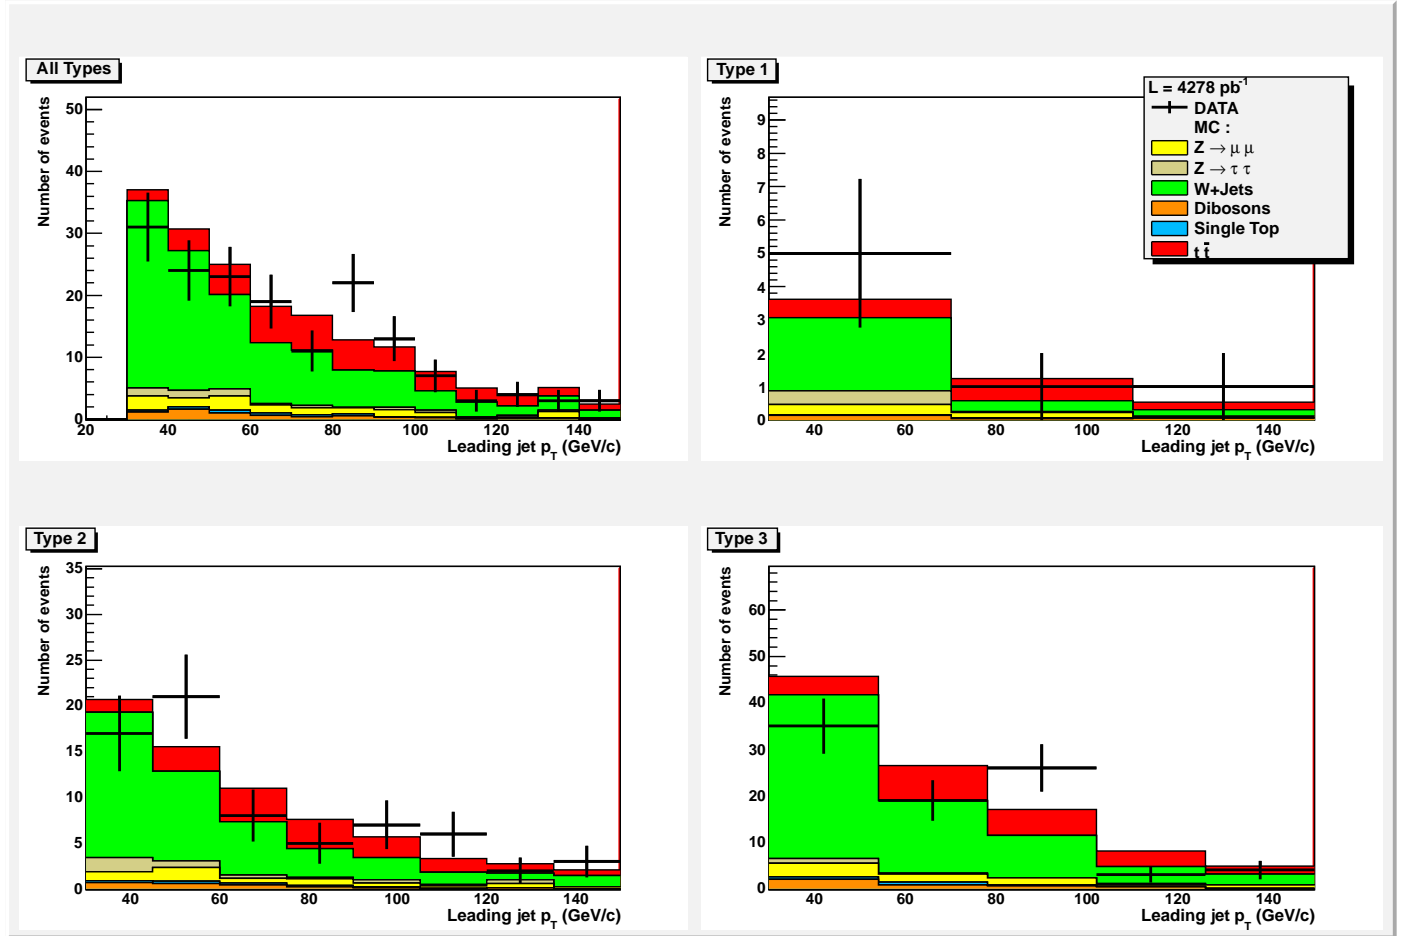 All Types
Number of events
50
40
30
20
10
0
20 40 60 80 100 120 140
Leading jet pT (GeV/c)
Type 1
Number of events
9
8
7
6
5
4
3
2
1
0
40 60 80 100 120 140
Leading jet pT (GeV/c)
L = 4278 pb-1
DATA
MC :
Z → μ μ
Z → τ τ
W+Jets
Dibosons
Single Top
t t̄
Type 2
Number of events
35
30
25
20
15
10
5
0
40 60 80 100 120 140
Leading jet pT (GeV/c)
Type 3
Number of events
60
50
40
30
20
10
0
40 60 80 100 120 140
Leading jet pT (GeV/c)